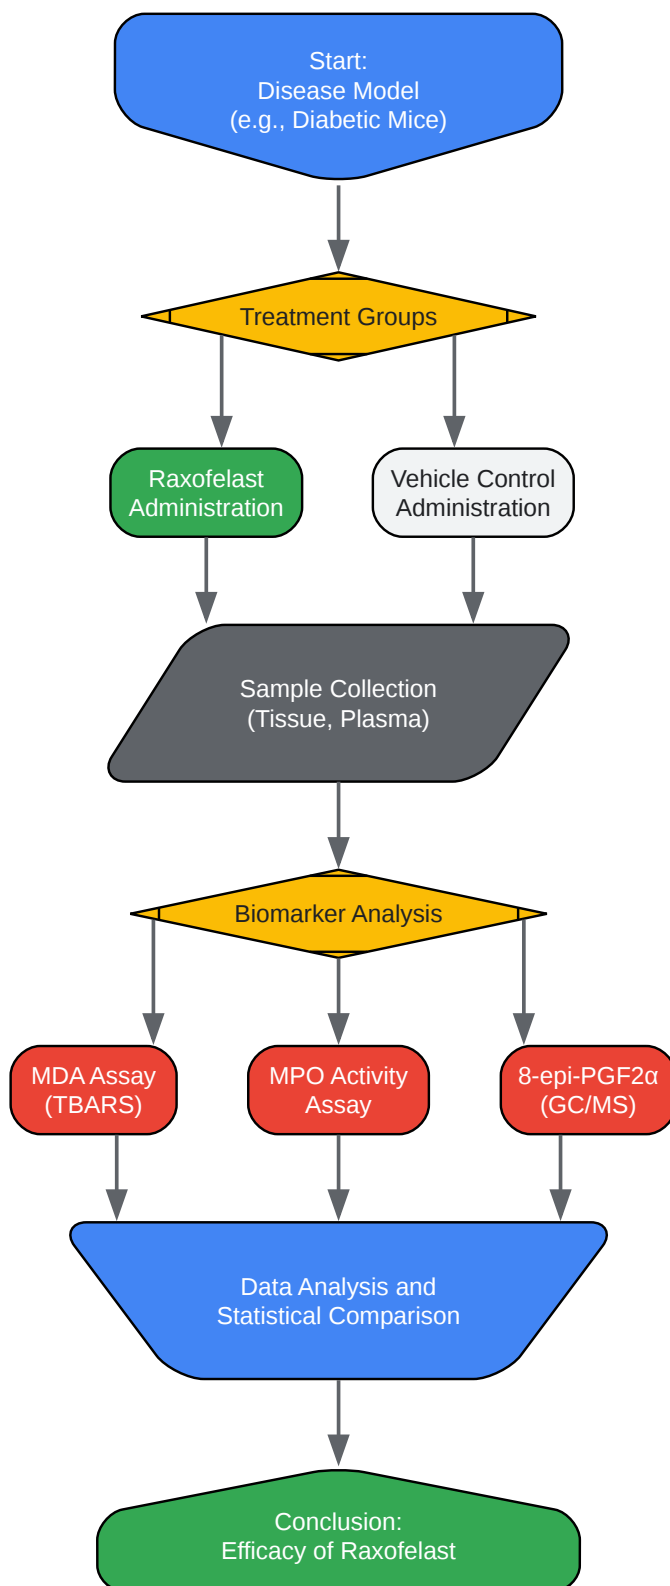 Start:
Disease Model
(e.g., Diabetic Mice)
Treatment Groups
Raxofelast
Administration
Vehicle Control
Administration
Sample Collection
(Tissue, Plasma)
Biomarker Analysis
MDA Assay
(TBARS)
MPO Activity
Assay
8-epi-PGF2α
(GC/MS)
Data Analysis and
Statistical Comparison
Conclusion:
Efficacy of Raxofelast